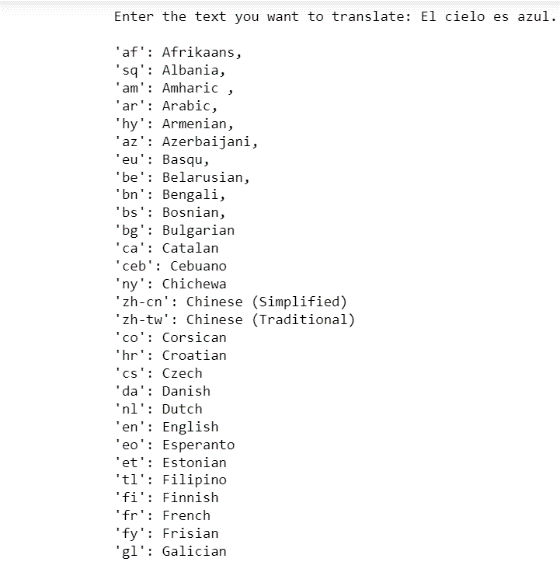 Enter the text you want to translate: El cielo es azul.
'af': Afrikaans,
'sq': Albania,
'am': Amharic ,
'ar': Arabic,
'hy': Armenian,
'az': Azerbaijani,
'eu': Basqu,
'be': Belarusian,
'bn': Bengali,
'bs': Bosnian,
'bg': Bulgarian
'ca': Catalan
'ceb': Cebuano
'ny': Chichewa
'zh-cn': Chinese (Simplified)
'zh-tw': Chinese (Traditional)
'co': Corsican
'hr': Croatian
'cs': Czech
'da': Danish
'nl': Dutch
'en': English
'eo': Esperanto
'et': Estonian
'tl': Filipino
'fi': Finnish
'fr': French
'fy': Frisian
'gl': Galician